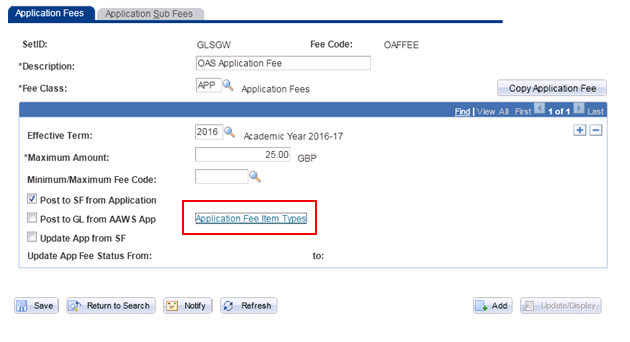 Application Fees Application Sub Fees
SetID: GLSGW Fee Code: OAFFEE
*Description: OAS Application Fee
*Fee Class: APP Application Fees Copy Application Fee
Find | View All First 1 of 1 Last
Effective Term: 2016 Academic Year 2016-17
*Maximum Amount: 25.00 GBP
Minimum/Maximum Fee Code:
Post to SF from Application
Post to GL from AAWS App Application Fee Item Types
Update App from SF
Update App Fee Status From: to:
Save Return to Search Notify Refresh Add Update/Display